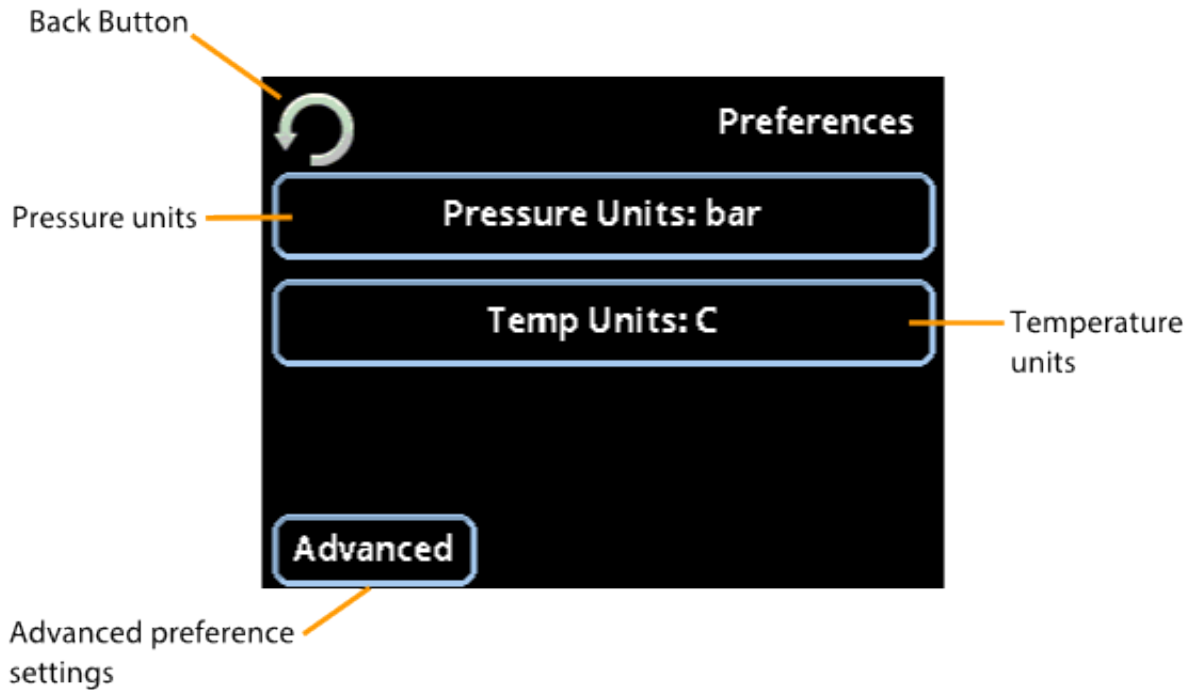 Back Button
Preferences
Pressure units
Pressure Units: bar
Temp Units: C
Temperature
units
Advanced
Advanced preference
settings